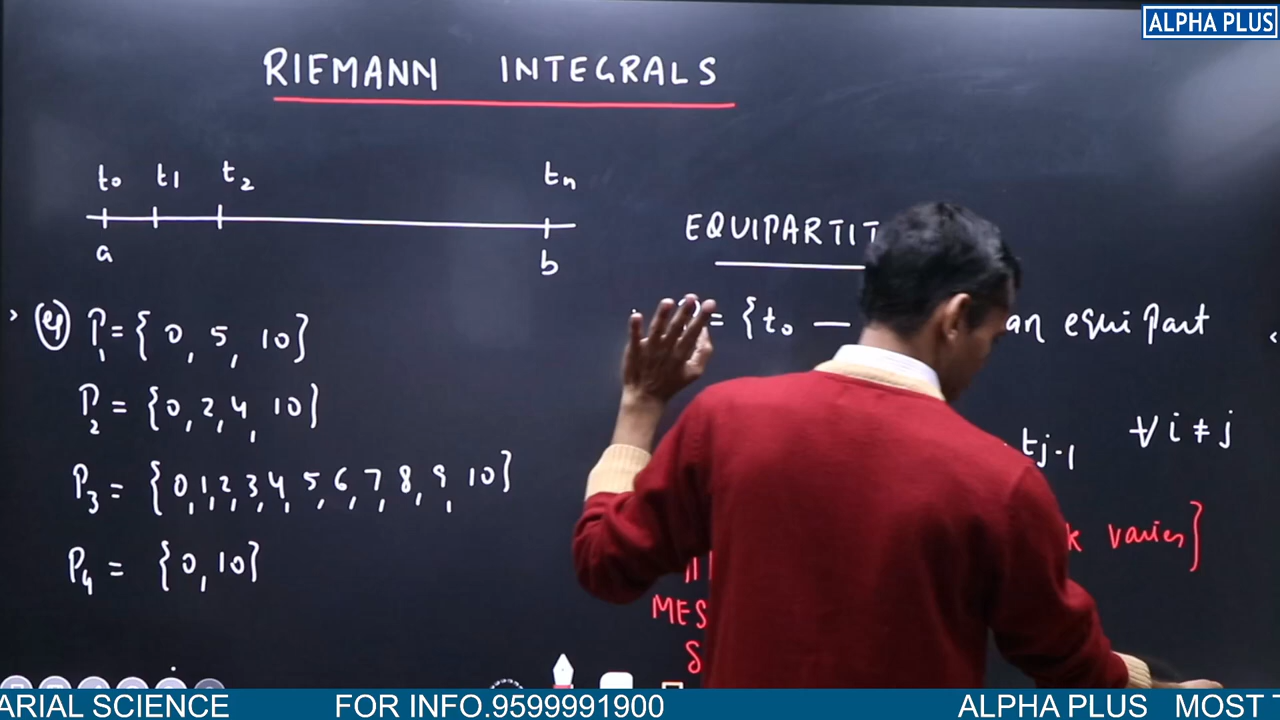 ALPHA PLUS
RIEMANN INTEGRALS
t₀ t₁ t₂ tₙ
a b
EQUIPARTIT
eg P₁ = { 0, 5, 10}
= {t₀ — an equi part
P₂ = {0, 2, 4, 10}
tj-1 ∀ i ≠ j
P₃ = {0,1,2,3,4,5,6,7,8,9,10}
k varies]
P₄ = {0, 10}
MES
S
ARIAL SCIENCE FOR INFO.9599991900 ALPHA PLUS MOST T